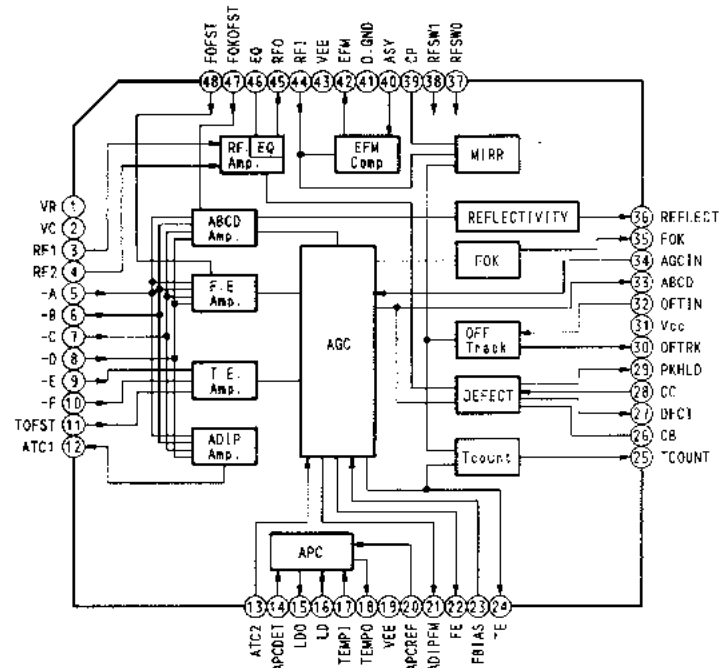 FOFST
FOKOFST
EQ
RFO
RFI
VEE
EFM
D.GND
ASY
CP
RFSW1
RFSW0
48 47 46 45 44 43 42 41 40 39 38 37
RF. Amp.
EQ
EFM Comp
MIRR
VR 1
VC 2
RF1 3
RF2 4
-A 5
-B 6
-C 7
-D 8
-E 9
-F 10
TOFST 11
ATC1 12
ABCD Amp.
F.E Amp.
T.E. Amp.
ADIP Amp.
AGC
REFLECTIVITY
FOK
OFF Track
DEFECT
Tcount
36 REFLECT
35 FOK
34 AGCIN
33 ABCD
32 OFTIN
31 Vcc
30 OFTRK
29 PKHLD
28 CC
27 DFCT
26 CB
25 TCOUNT
APC
13 14 15 16 17 18 19 20 21 22 23 24
ATC2
APCDET
LDO
LD
TEMPI
TEMPO
VEE
APCREF
ADIPFM
FE
FBIAS
TE